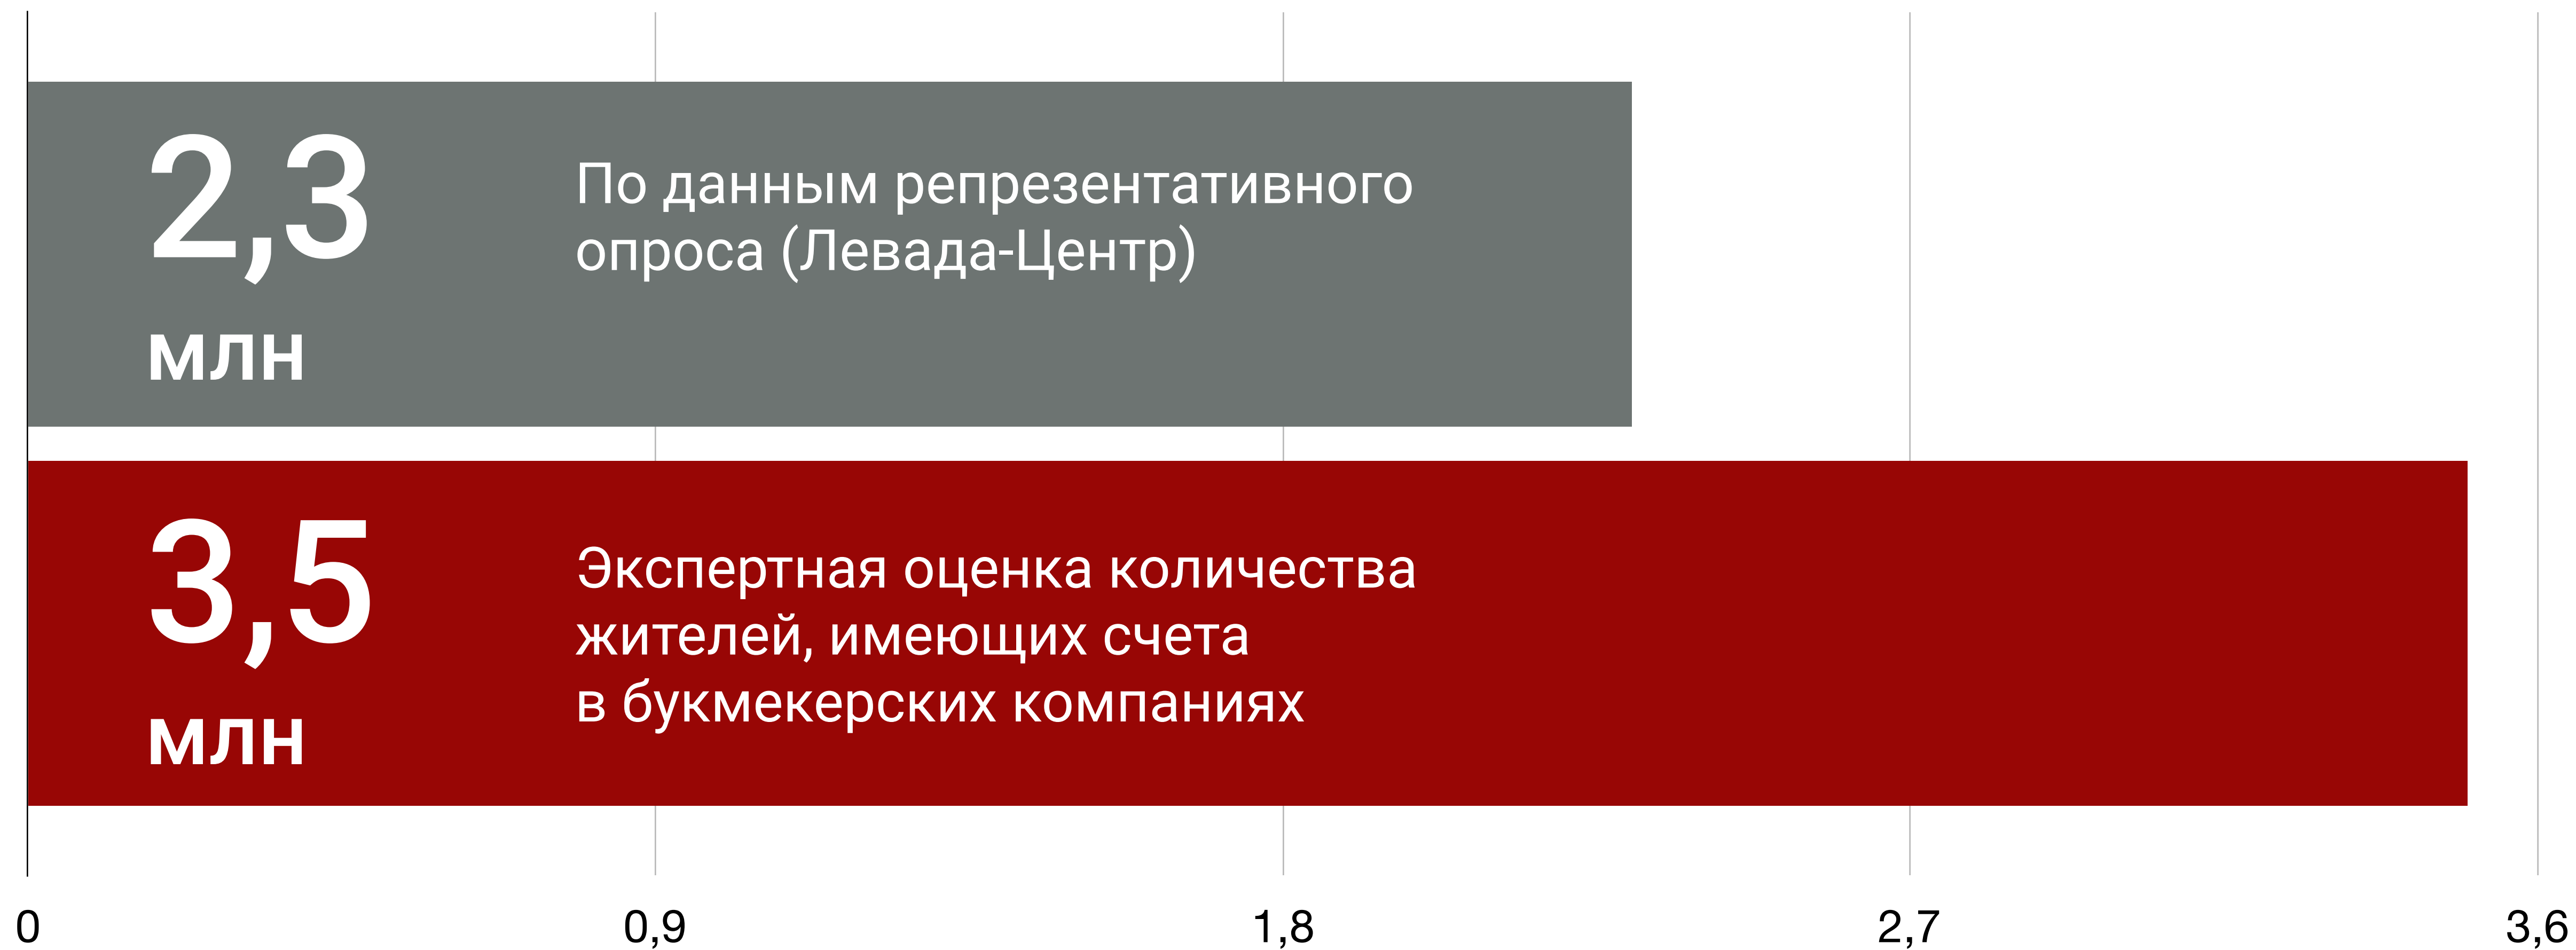 2,3
млн
По данным репрезентативного
опроса (Левада-Центр)
3,5
млн
Экспертная оценка количества
жителей, имеющих счета
в букмекерских компаниях
0
0,9
1,8
2,7
3,6